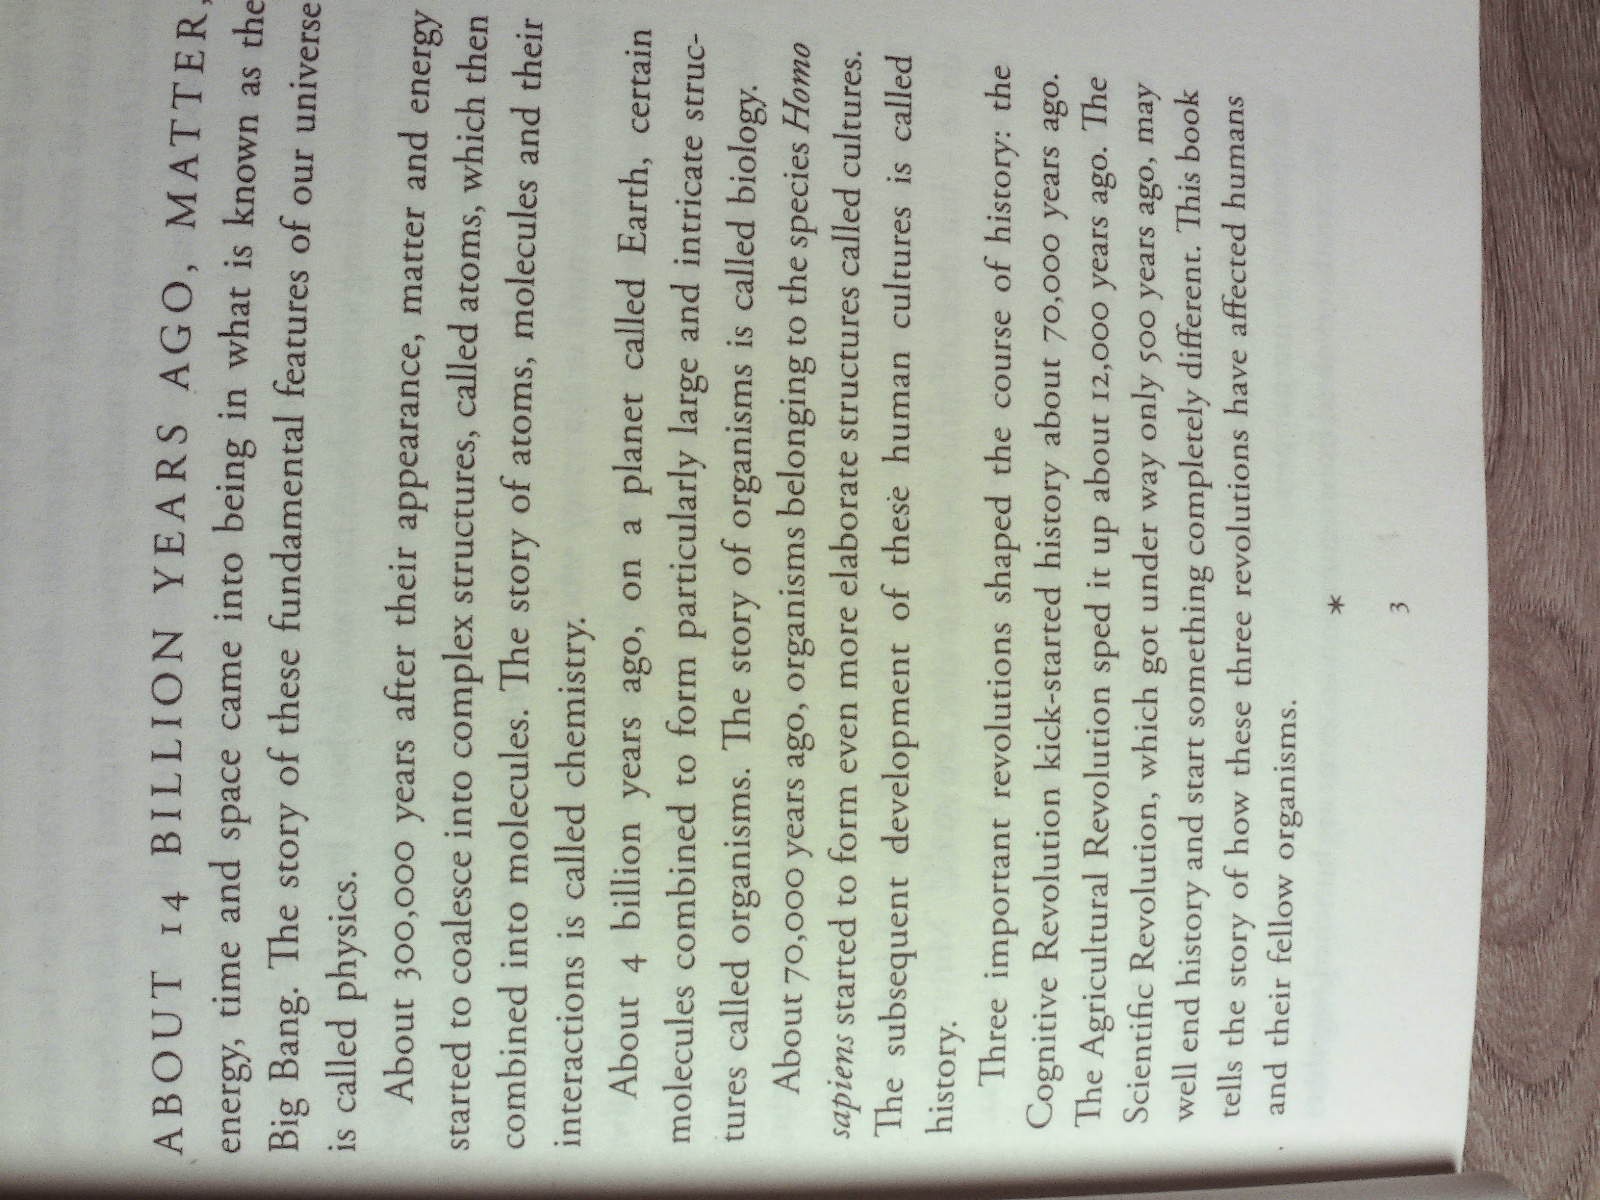 ABOUT 14 BILLION YEARS AGO, MATTER,
energy, time and space came into being in what is known as the
Big Bang. The story of these fundamental features of our universe
is called physics.
About 300,000 years after their appearance, matter and energy
started to coalesce into complex structures, called atoms, which then
combined into molecules. The story of atoms, molecules and their
interactions is called chemistry.
About 4 billion years ago, on a planet called Earth, certain
molecules combined to form particularly large and intricate struc-
tures called organisms. The story of organisms is called biology.
About 70,000 years ago, organisms belonging to the species Homo
sapiens started to form even more elaborate structures called cultures.
The subsequent development of these human cultures is called
history.
Three important revolutions shaped the course of history: the
Cognitive Revolution kick-started history about 70,000 years ago.
The Agricultural Revolution sped it up about 12,000 years ago. The
Scientific Revolution, which got under way only 500 years ago, may
well end history and start something completely different. This book
tells the story of how these three revolutions have affected humans
and their fellow organisms.
*
3